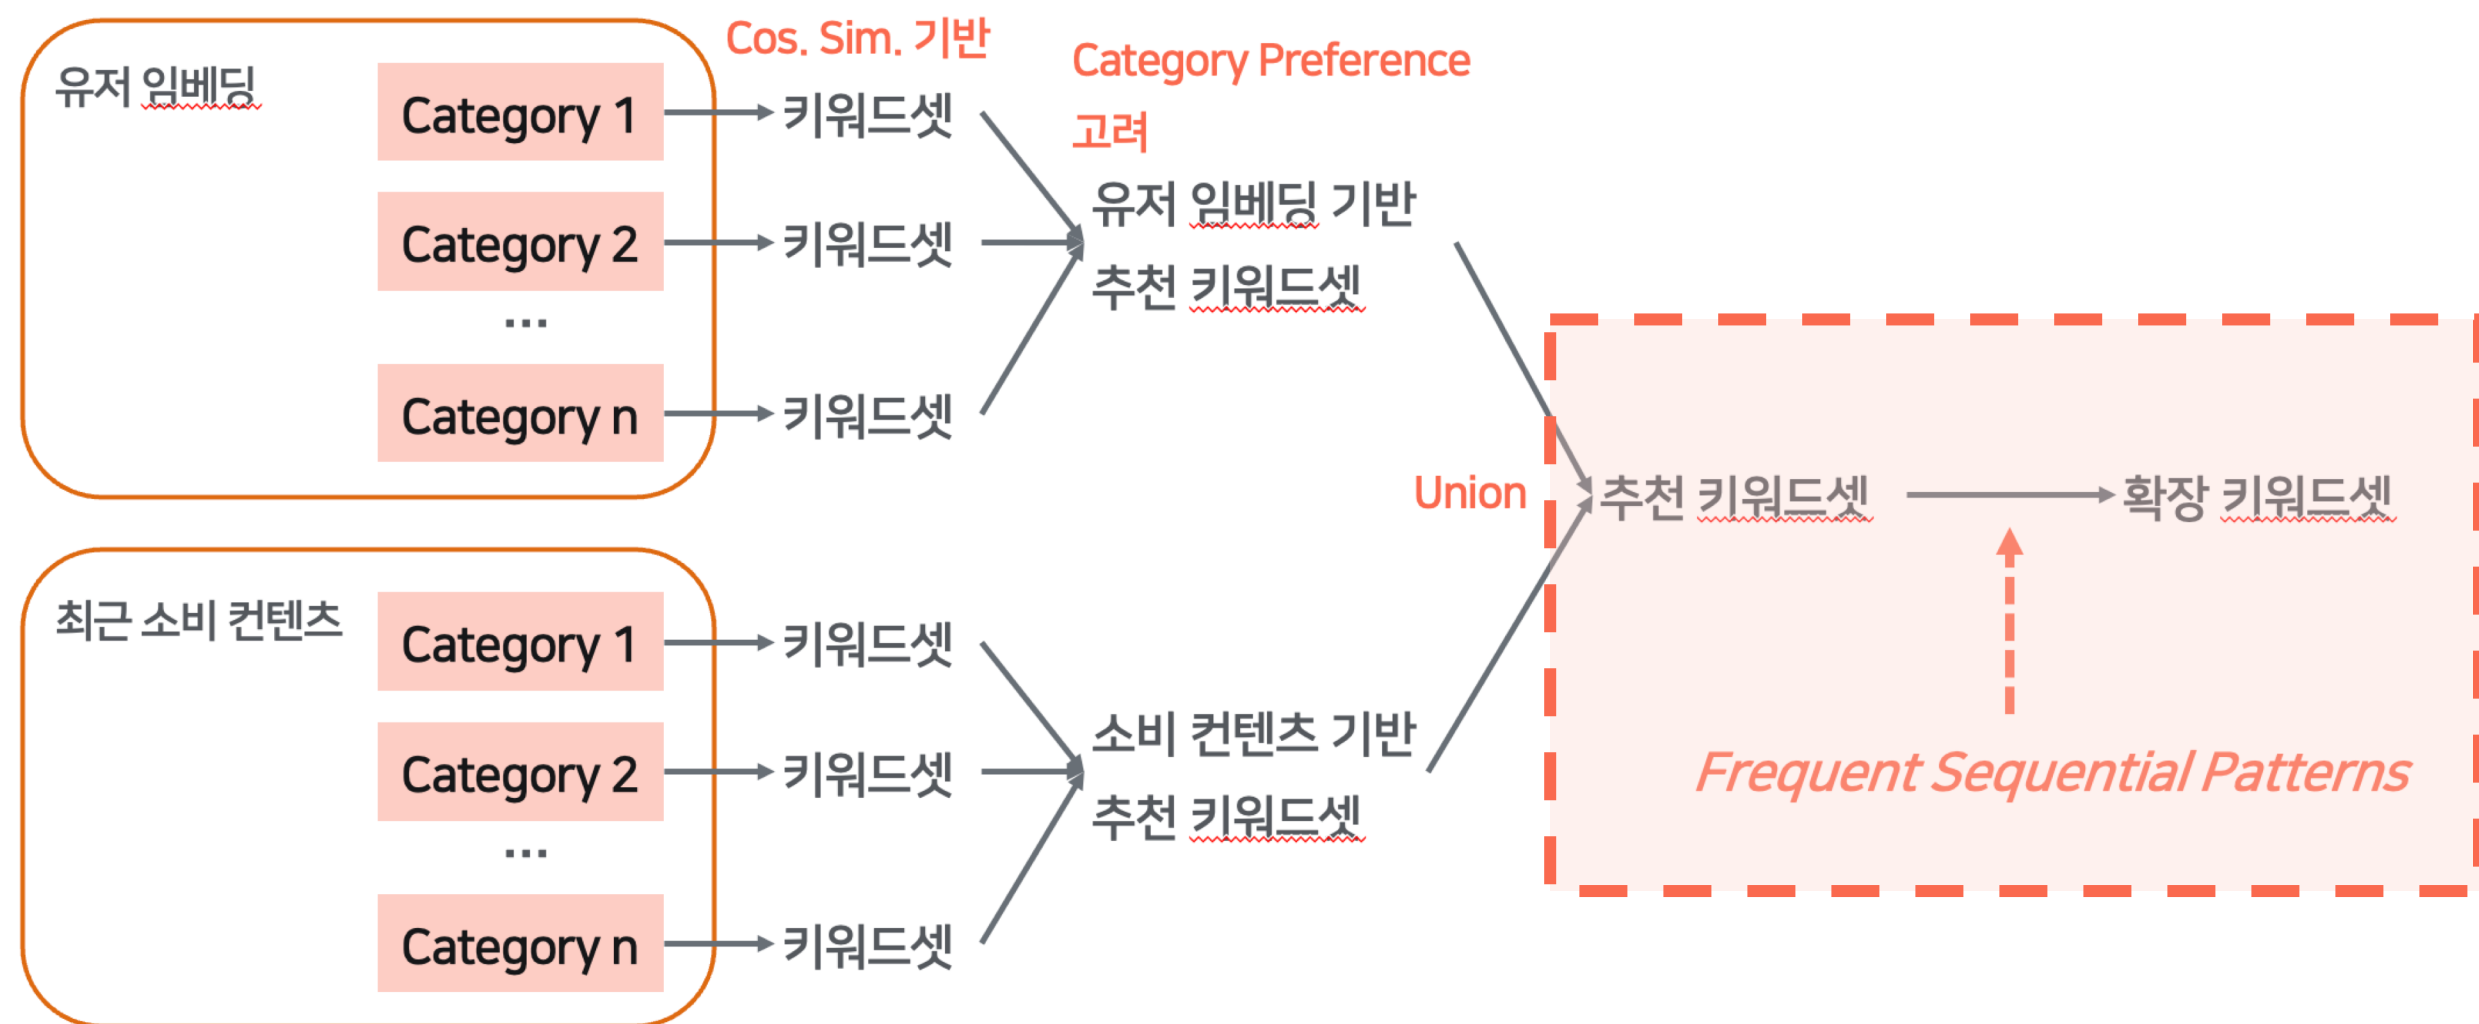 유저 임베딩
Category 1
Category 2
...
Category n
Cos. Sim. 기반
키워드셋
키워드셋
키워드셋
Category Preference
고려
유저 임베딩 기반
추천 키워드셋
최근 소비 컨텐츠
Category 1
Category 2
...
Category n
키워드셋
키워드셋
키워드셋
소비 컨텐츠 기반
추천 키워드셋
Union
추천 키워드셋
확장 키워드셋
Frequent Sequential Patterns